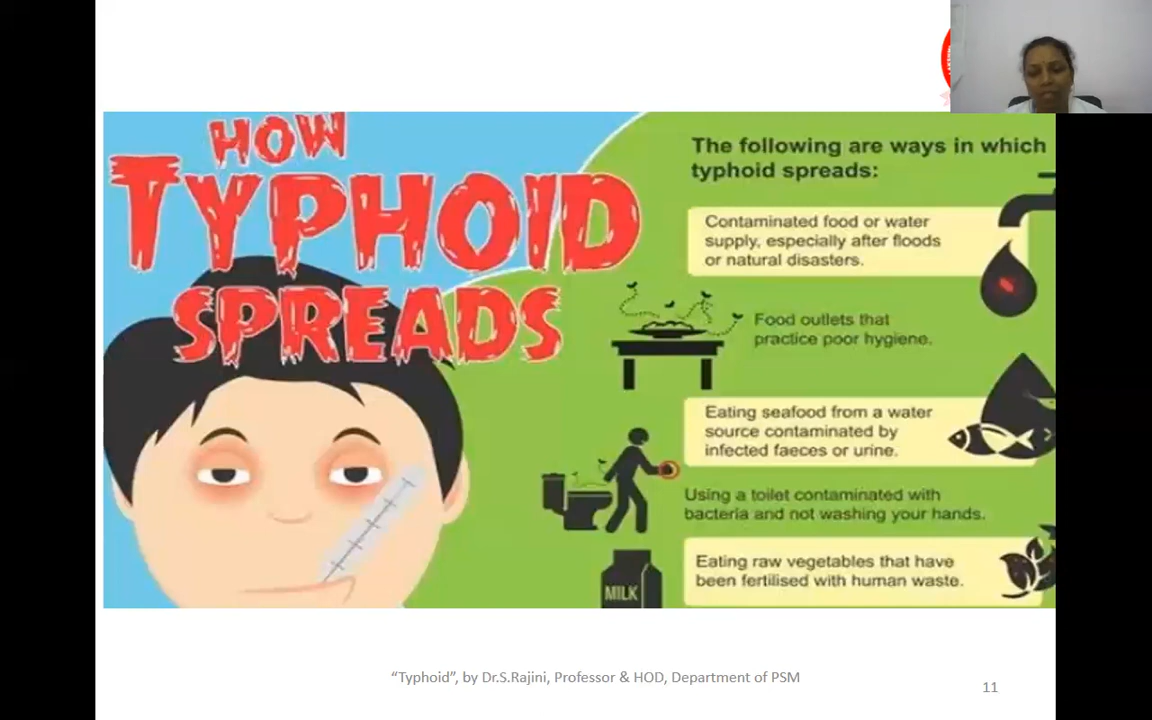 HOW
TYPHOID
SPREADS
The following are ways in which
typhoid spreads:
Contaminated food or water
supply, especially after floods
or natural disasters.
Food outlets that
practice poor hygiene.
Eating seafood from a water
source contaminated by
infected faeces or urine.
Using a toilet contaminated with
bacteria and not washing your hands.
Eating raw vegetables that have
been fertilised with human waste.
MILK
“Typhoid”, by Dr.S.Rajini, Professor & HOD, Department of PSM
11